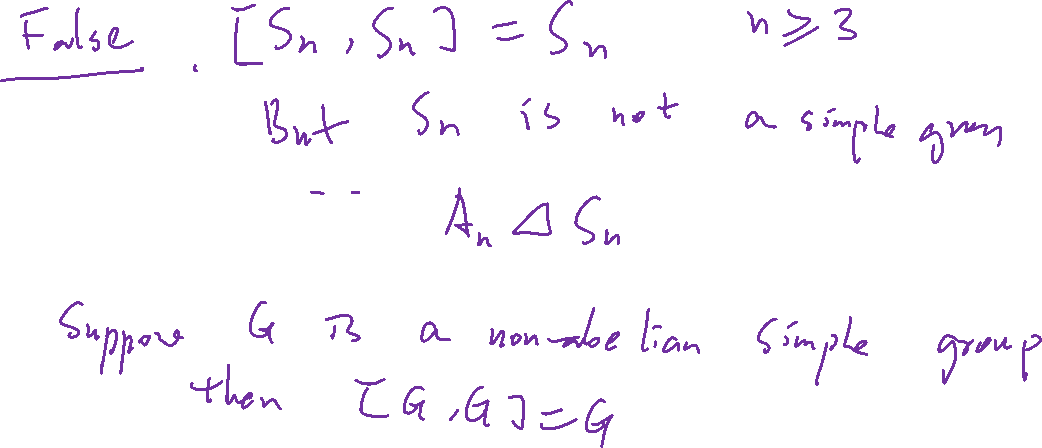 False. [Sn, Sn] = Sn n ⩾ 3
But Sn is not a simple
-- An ⊲ Sn
Suppose G is a non-abelian simple group
then [G, G] = G